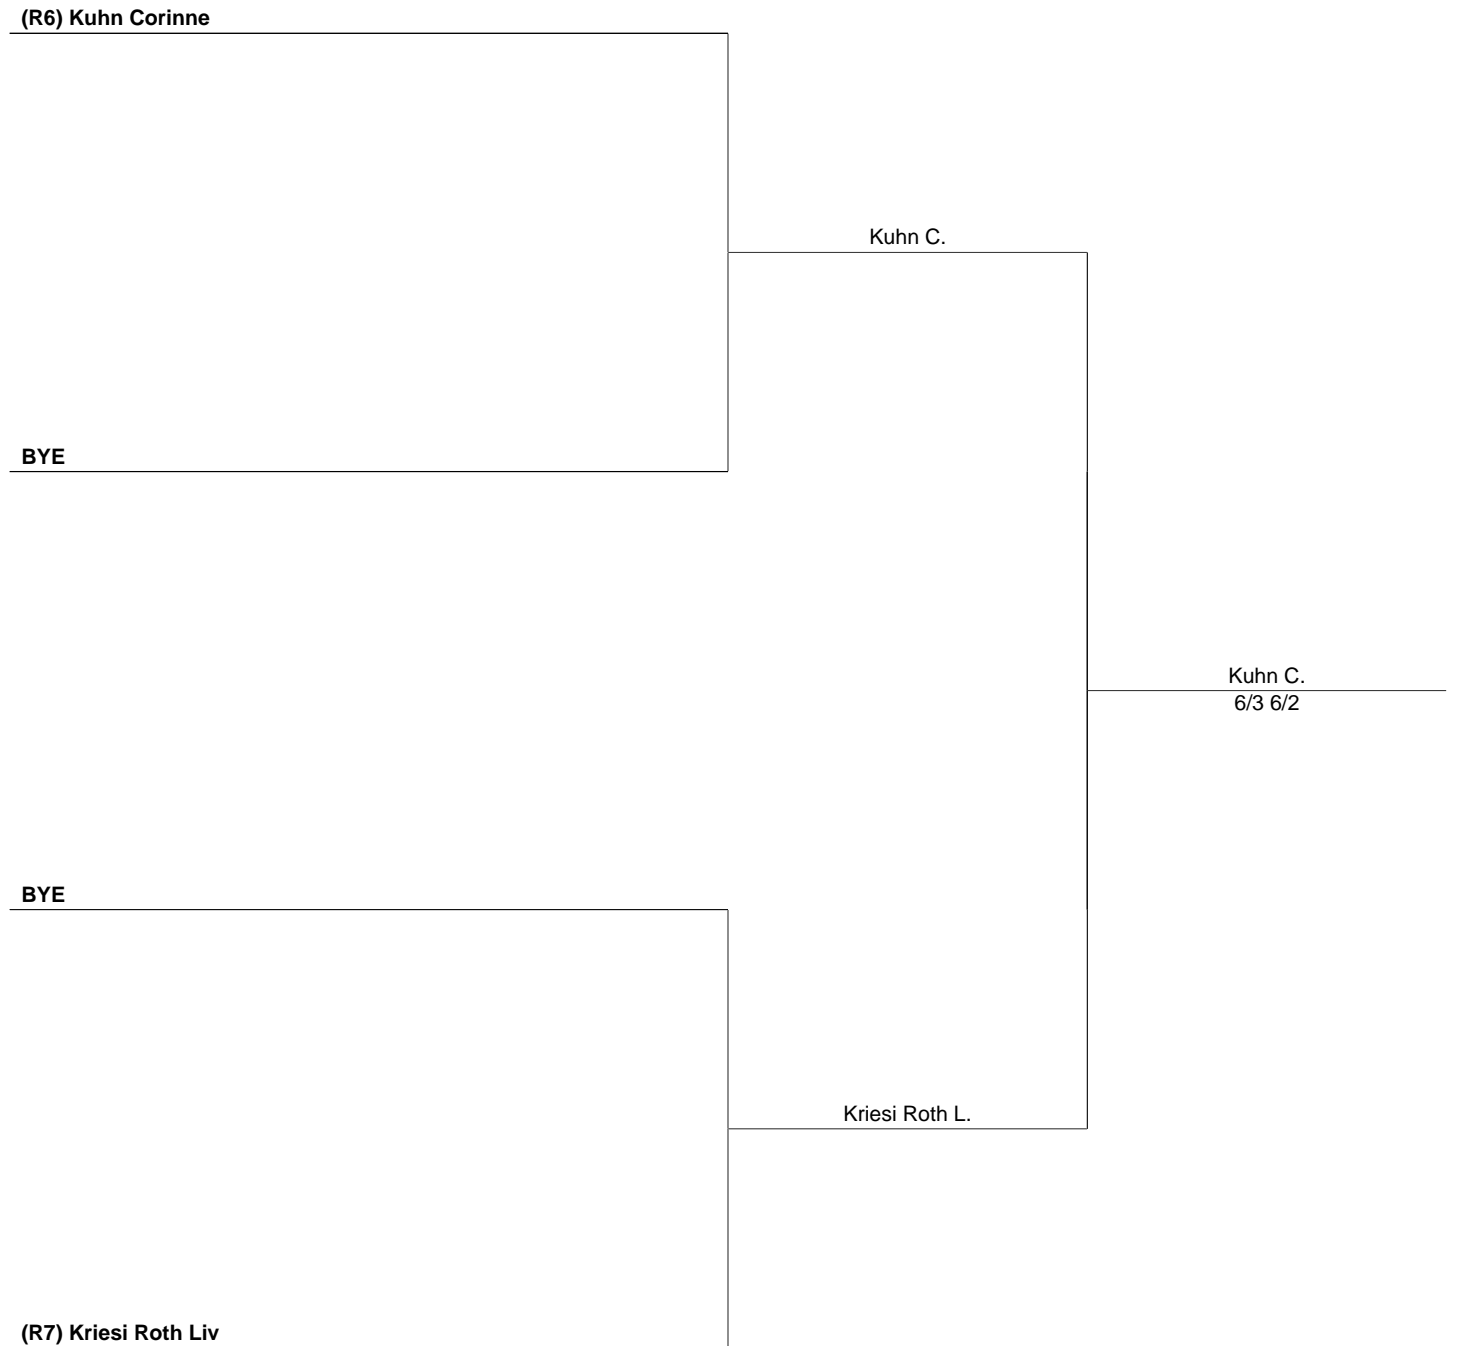 (R6) Kuhn Corinne
Kuhn C.
BYE
Kuhn C.
6/3 6/2
BYE
Kriesi Roth L.
(R7) Kriesi Roth Liv